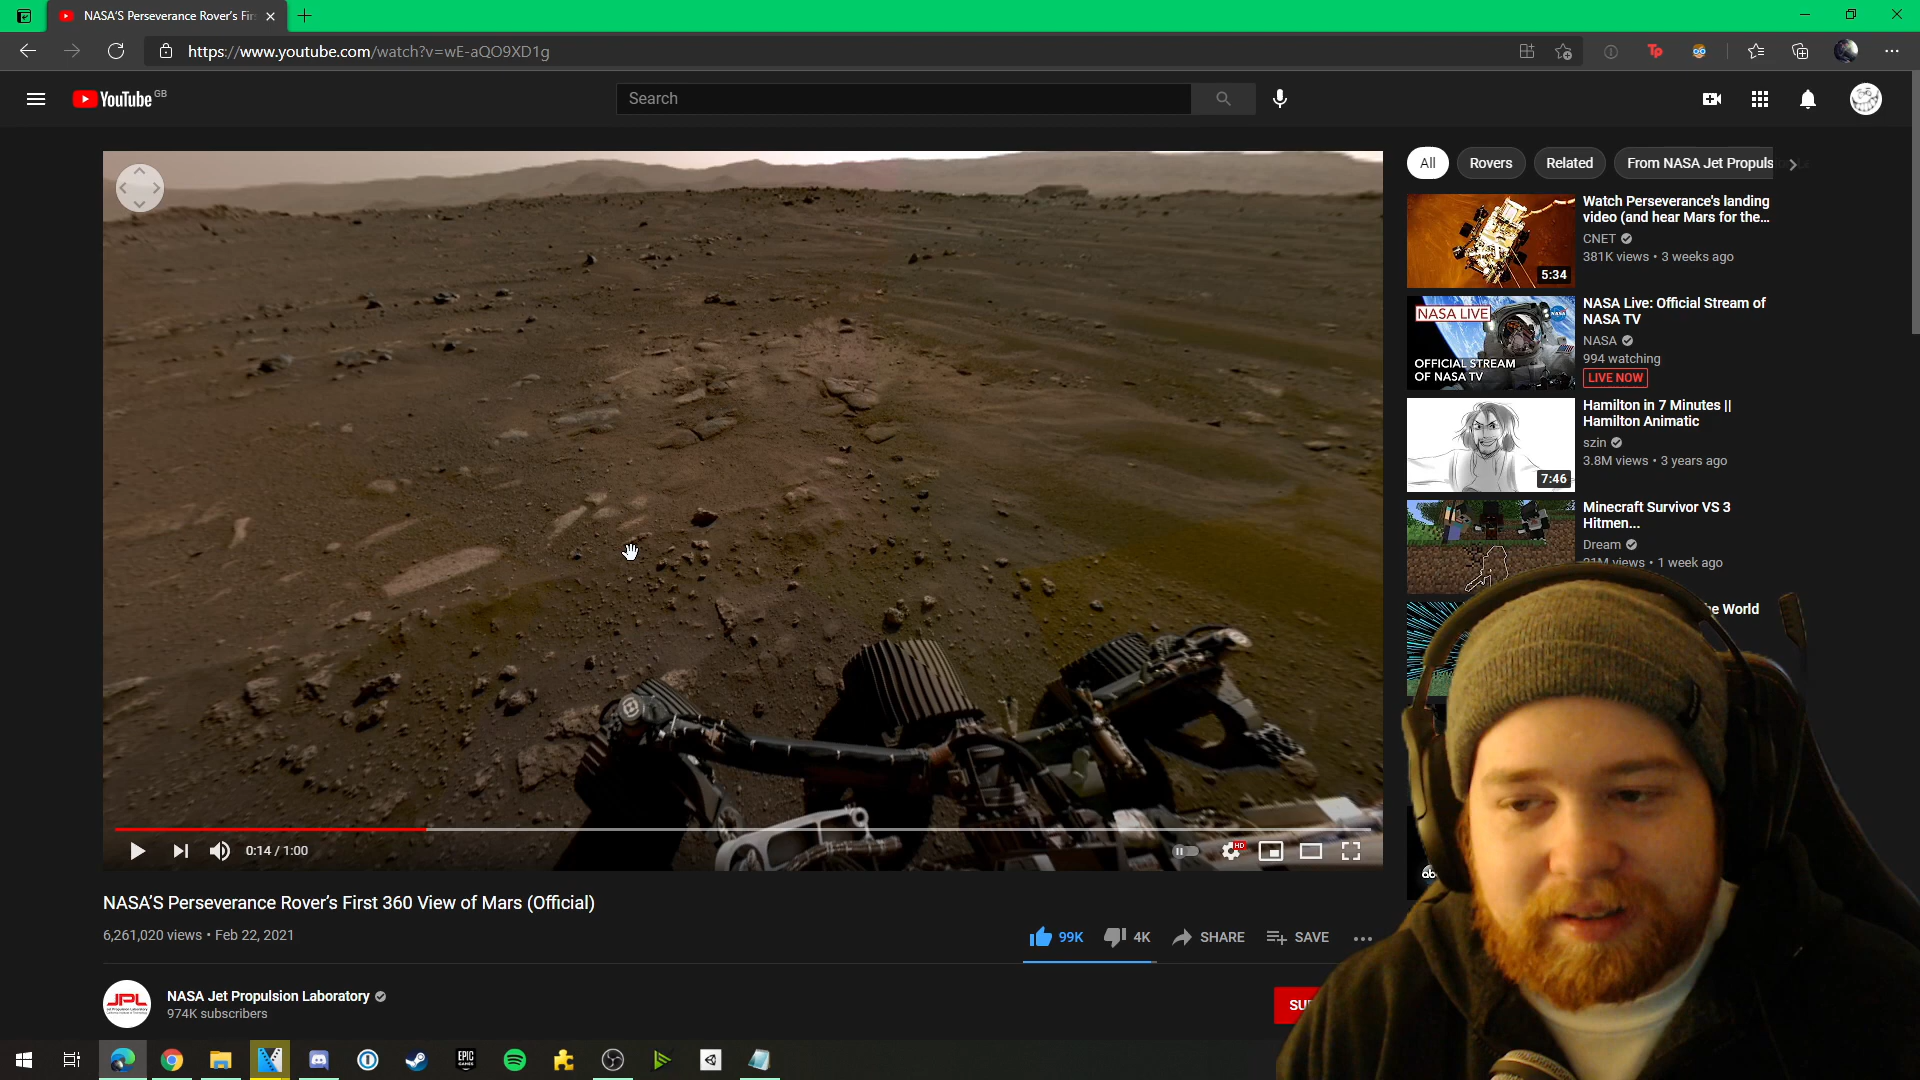 NASA'S Perseverance Rover's Fir
https://www.youtube.com/watch?v=wE-aQO9XD1g
YouTube GB
Search
All
Rovers
Related
From NASA Jet Propuls
Watch Perseverance's landing
video (and hear Mars for the...
CNET
381K views • 3 weeks ago
5:34
NASA LIVE
OFFICIAL STREAM
OF NASA TV
NASA Live: Official Stream of
NASA TV
NASA
994 watching
LIVE NOW
Hamilton in 7 Minutes ||
Hamilton Animatic
szin
3.8M views • 3 years ago
7:46
Minecraft Survivor VS 3
Hitmen...
Dream
views • 1 week ago
World
0:14 / 1:00
HD
NASA'S Perseverance Rover's First 360 View of Mars (Official)
6,261,020 views • Feb 22, 2021
99K
4K
SHARE
SAVE
JPL
NASA Jet Propulsion Laboratory
974K subscribers
EPIC
GAMES